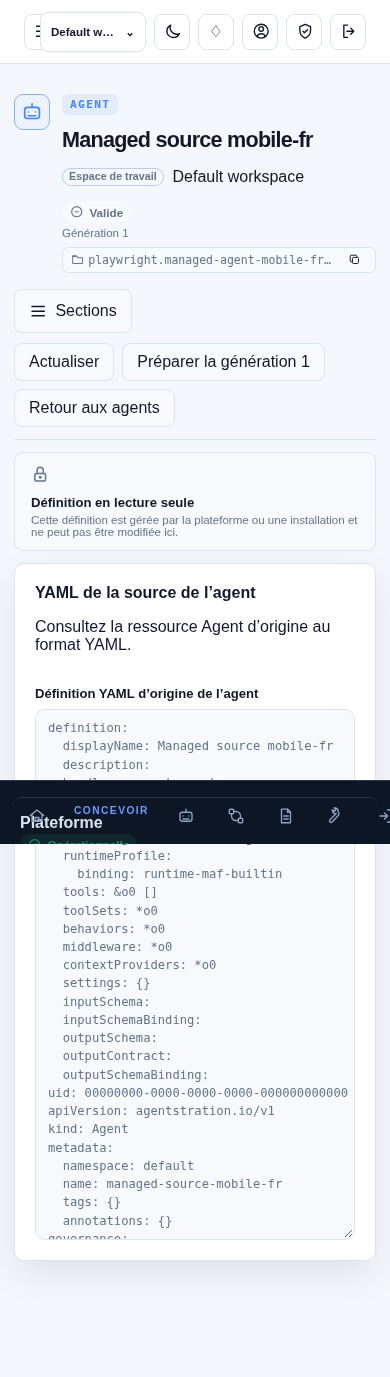 Default w… ⌄
AGENT
Managed source mobile-fr
Espace de travail Default workspace
Valide
Génération 1
playwright.managed-agent-mobile-fr…
Sections
Actualiser
Préparer la génération 1
Retour aux agents
Définition en lecture seule
Cette définition est gérée par la plateforme ou une installation et
ne peut pas être modifiée ici.
YAML de la source de l’agent
Consultez la ressource Agent d’origine au
format YAML.
Définition YAML d’origine de l’agent
definition:
displayName: Managed source mobile-fr
description:
CONCEVOIR
Plateforme
runtimeProfile:
binding: runtime-maf-builtin
tools: &o0 []
toolSets: *o0
behaviors: *o0
middleware: *o0
contextProviders: *o0
settings: {}
inputSchema:
inputSchemaBinding:
outputSchema:
outputContract:
outputSchemaBinding:
uid: 00000000-0000-0000-0000-000000000000
apiVersion: agentstration.io/v1
kind: Agent
metadata:
namespace: default
name: managed-source-mobile-fr
tags: {}
annotations: {}
governance: